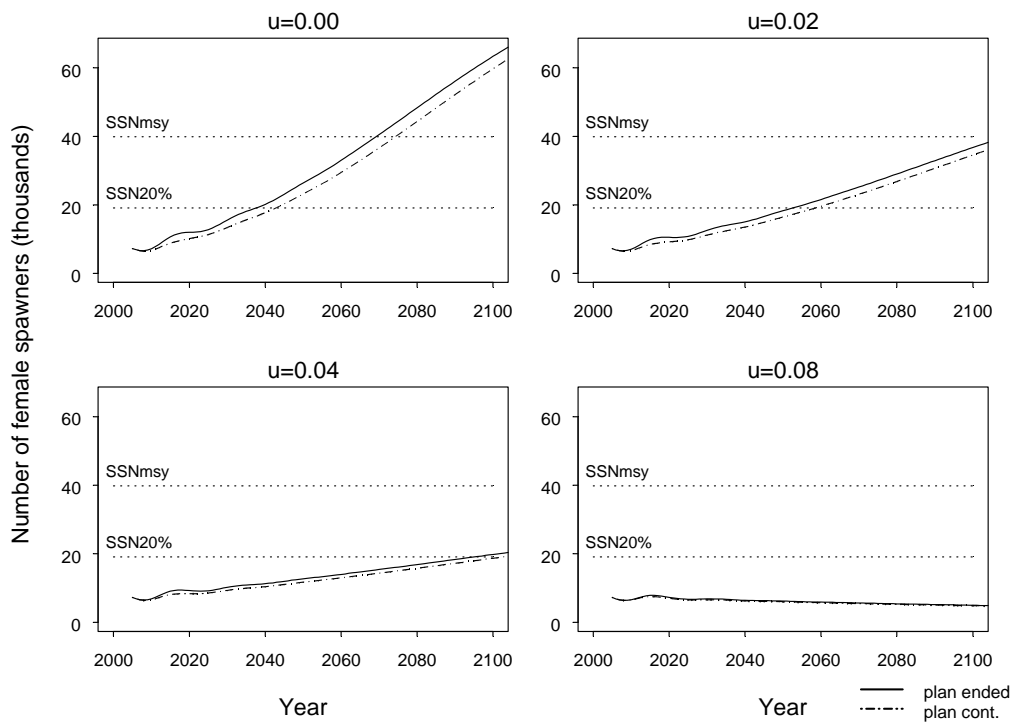 u=0.00
u=0.02
Number of female spawners (thousands)
60
40
20
0
SSNmsy
SSN20%
2000 2020 2040 2060 2080 2100
60
40
20
0
SSNmsy
SSN20%
2000 2020 2040 2060 2080 2100
u=0.04
u=0.08
60
40
20
0
SSNmsy
SSN20%
2000 2020 2040 2060 2080 2100
60
40
20
0
SSNmsy
SSN20%
2000 2020 2040 2060 2080 2100
Year
Year
plan ended
plan cont.